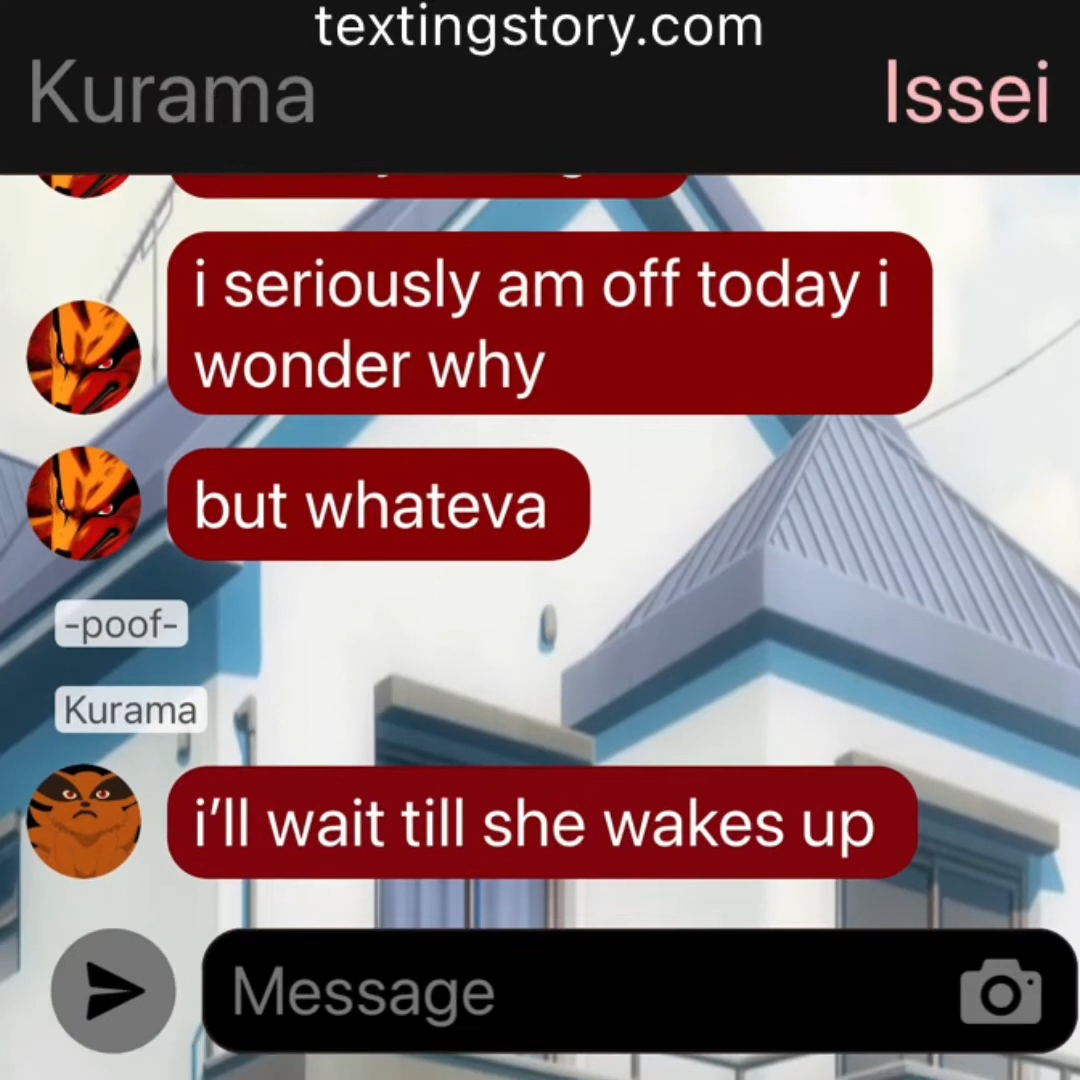 textingstory.com
Kurama
Issei
i seriously am off today i
wonder why
but whateva
-poof-
Kurama
i'll wait till she wakes up
Message